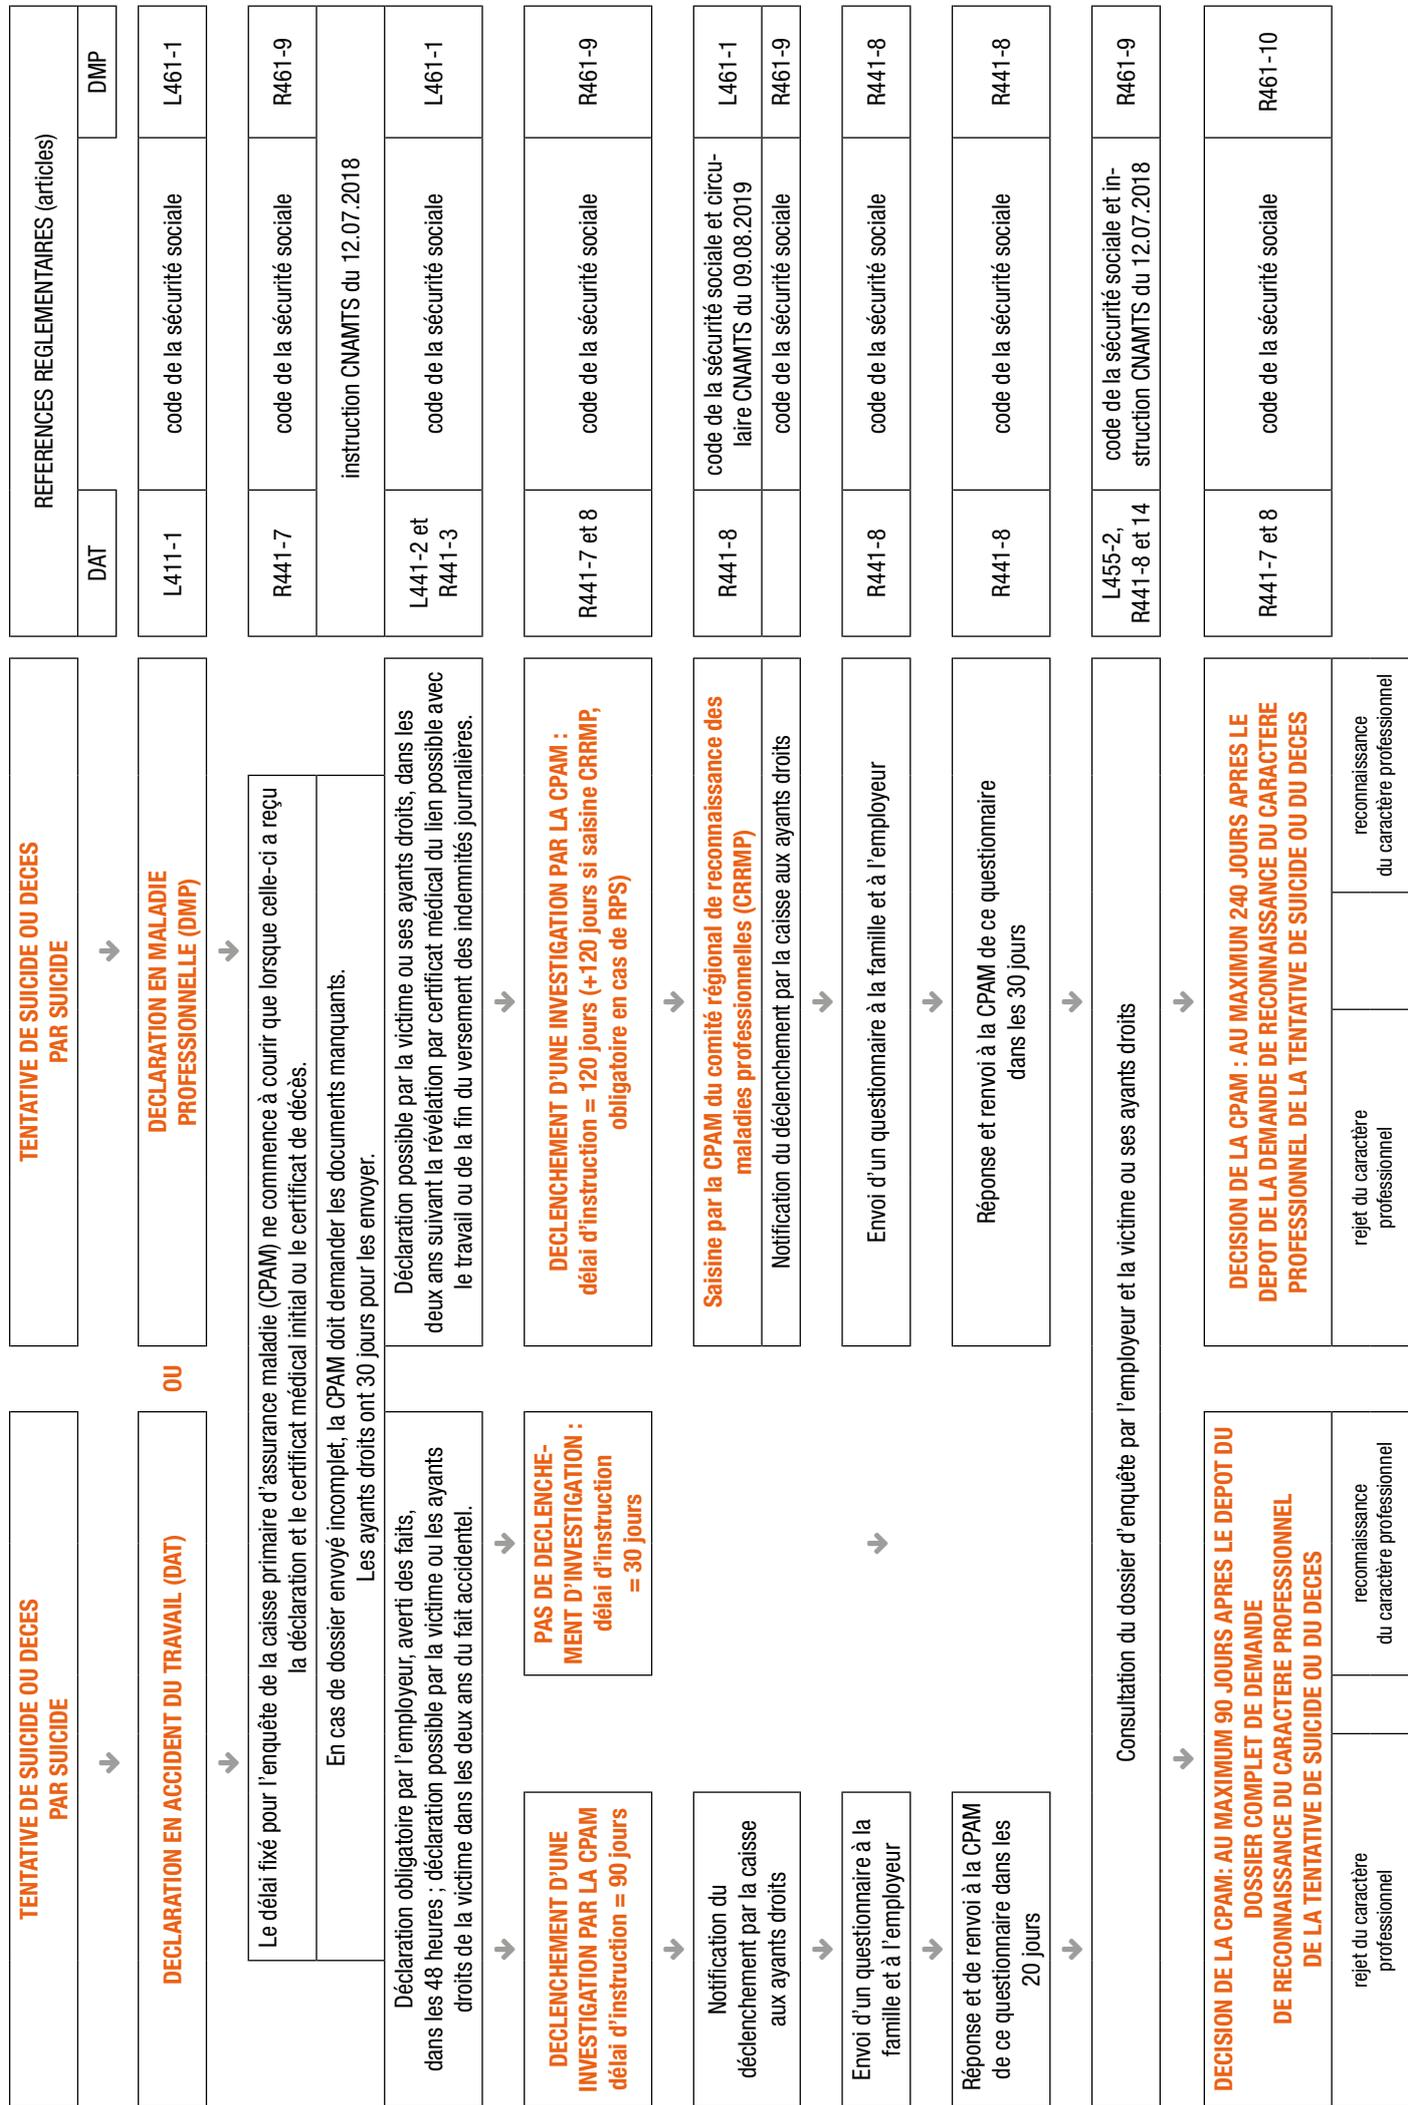 TENTATIVE DE SUICIDE OU DECES
PAR SUICIDE
TENTATIVE DE SUICIDE OU DECES
PAR SUICIDE
REFERENCES REGLEMENTAIRES (articles)
DAT
DMP
DECLARATION EN ACCIDENT DU TRAVAIL (DAT)
OU
DECLARATION EN MALADIE
PROFESSIONNELLE (DMP)
L411-1
code de la sécurité sociale
L461-1
Le délai fixé pour l'enquête de la caisse primaire d'assurance maladie (CPAM) ne commence à courir que lorsque celle-ci a reçu
la déclaration et le certificat médical initial ou le certificat de décès.
R441-7
code de la sécurité sociale
R461-9
En cas de dossier envoyé incomplet, la CPAM doit demander les documents manquants.
Les ayants droits ont 30 jours pour les envoyer.
instruction CNAMTS du 12.07.2018
Déclaration obligatoire par l'employeur, averti des faits,
dans les 48 heures ; déclaration possible par la victime ou les ayants
droits de la victime dans les deux ans du fait accidentel.
Déclaration possible par la victime ou ses ayants droits, dans les
deux ans suivant la révélation par certificat médical du lien possible avec
le travail ou de la fin du versement des indemnités journalières.
L441-2 et
R441-3
code de la sécurité sociale
L461-1
DECLENCHEMENT D'UNE
INVESTIGATION PAR LA CPAM
délai d'instruction = 90 jours
PAS DE DECLENCHE-
MENT D'INVESTIGATION :
délai d'instruction
= 30 jours
DECLENCHEMENT D'UNE INVESTIGATION PAR LA CPAM :
délai d'instruction = 120 jours (+120 jours si saisine CRRMP,
obligatoire en cas de RPS)
R441-7 et 8
code de la sécurité sociale
R461-9
Notification du
déclenchement par la caisse
aux ayants droits
Saisine par la CPAM du comité régional de reconnaissance des
maladies professionnelles (CRRMP)
R441-8
code de la sécurité sociale et circu-
laire CNAMTS du 09.08.2019
L461-1
Notification du déclenchement par la caisse aux ayants droits
code de la sécurité sociale
R461-9
Envoi d'un questionnaire à la
famille et à l'employeur
Envoi d'un questionnaire à la famille et à l'employeur
R441-8
code de la sécurité sociale
R441-8
Réponse et de renvoi à la CPAM
de ce questionnaire dans les
20 jours
Réponse et renvoi à la CPAM de ce questionnaire
dans les 30 jours
R441-8
code de la sécurité sociale
R441-8
Consultation du dossier d'enquête par l'employeur et la victime ou ses ayants droits
L455-2,
R441-8 et 14
code de la sécurité sociale et in-
struction CNAMTS du 12.07.2018
R461-9
DECISION DE LA CPAM: AU MAXIMUM 90 JOURS APRES LE DEPOT DU
DOSSIER COMPLET DE DEMANDE
DE RECONNAISSANCE DU CARACTERE PROFESSIONNEL
DE LA TENTATIVE DE SUICIDE OU DU DECES
DECISION DE LA CPAM : AU MAXIMUN 240 JOURS APRES LE
DEPOT DE LA DEMANDE DE RECONNAISSANCE DU CARACTERE
PROFESSIONNEL DE LA TENTATIVE DE SUICIDE OU DU DECES
R441-7 et 8
code de la sécurité sociale
R461-10
rejet du caractère
professionnel
reconnaissance
du caractère professionnel
rejet du caractère
professionnel
reconnaissance
du caractère professionnel